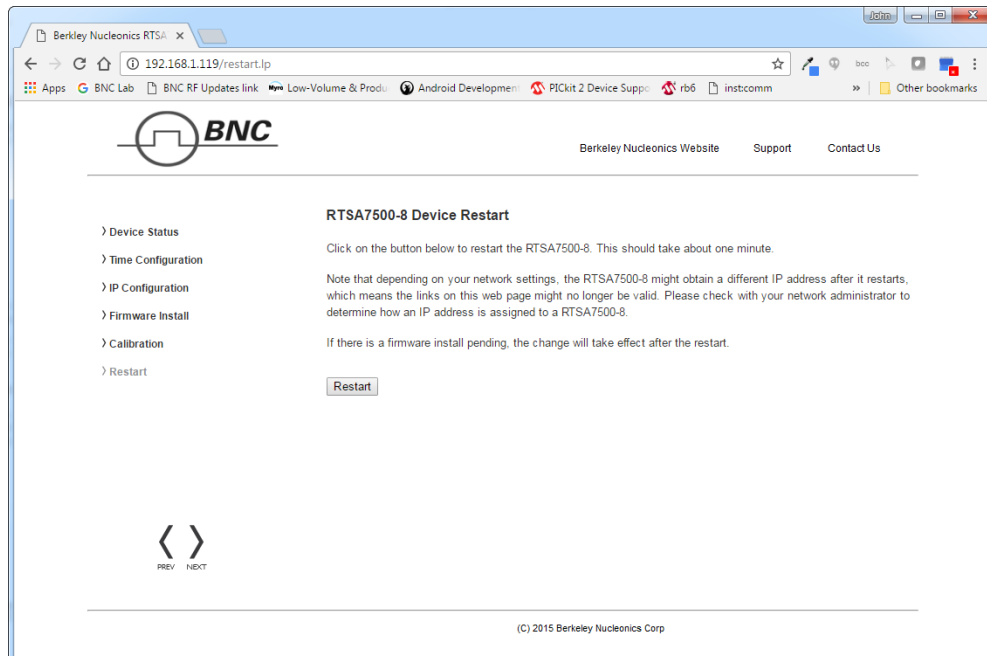 John
Berkley Nucleonics RTSA
192.168.1.119/restart.lp
Apps
BNC Lab
BNC RF Updates link
Low-Volume & Produ
Android Development
PICkit 2 Device Suppo
rb6
inst:comm
»
Other bookmarks
BNC
Berkeley Nucleonics Website
Support
Contact Us
› Device Status
› Time Configuration
› IP Configuration
› Firmware Install
› Calibration
› Restart
RTSA7500-8 Device Restart
Click on the button below to restart the RTSA7500-8. This should take about one minute.
Note that depending on your network settings, the RTSA7500-8 might obtain a different IP address after it restarts,
which means the links on this web page might no longer be valid. Please check with your network administrator to
determine how an IP address is assigned to a RTSA7500-8.
If there is a firmware install pending, the change will take effect after the restart.
Restart
PREV
NEXT
(C) 2015 Berkeley Nucleonics Corp